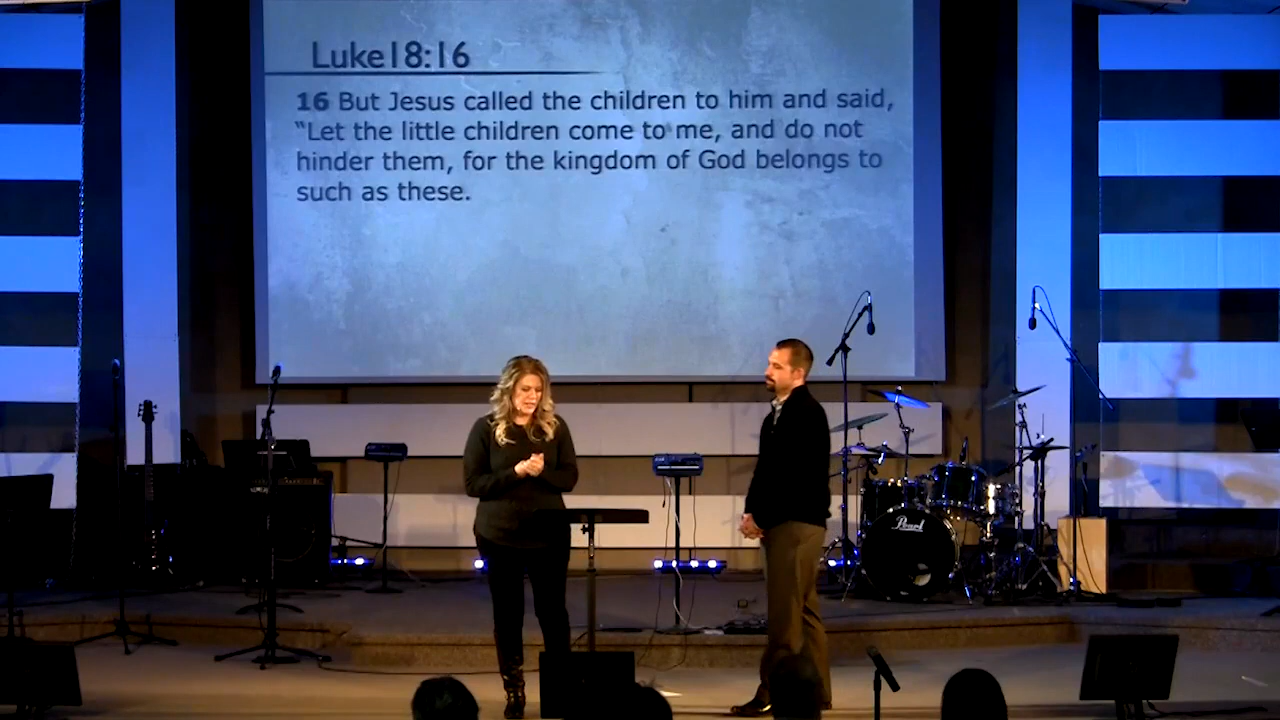 Luke18:16
16 But Jesus called the children to him and said,
"Let the little children come to me, and do not
hinder them, for the kingdom of God belongs to
such as these.
Pearl